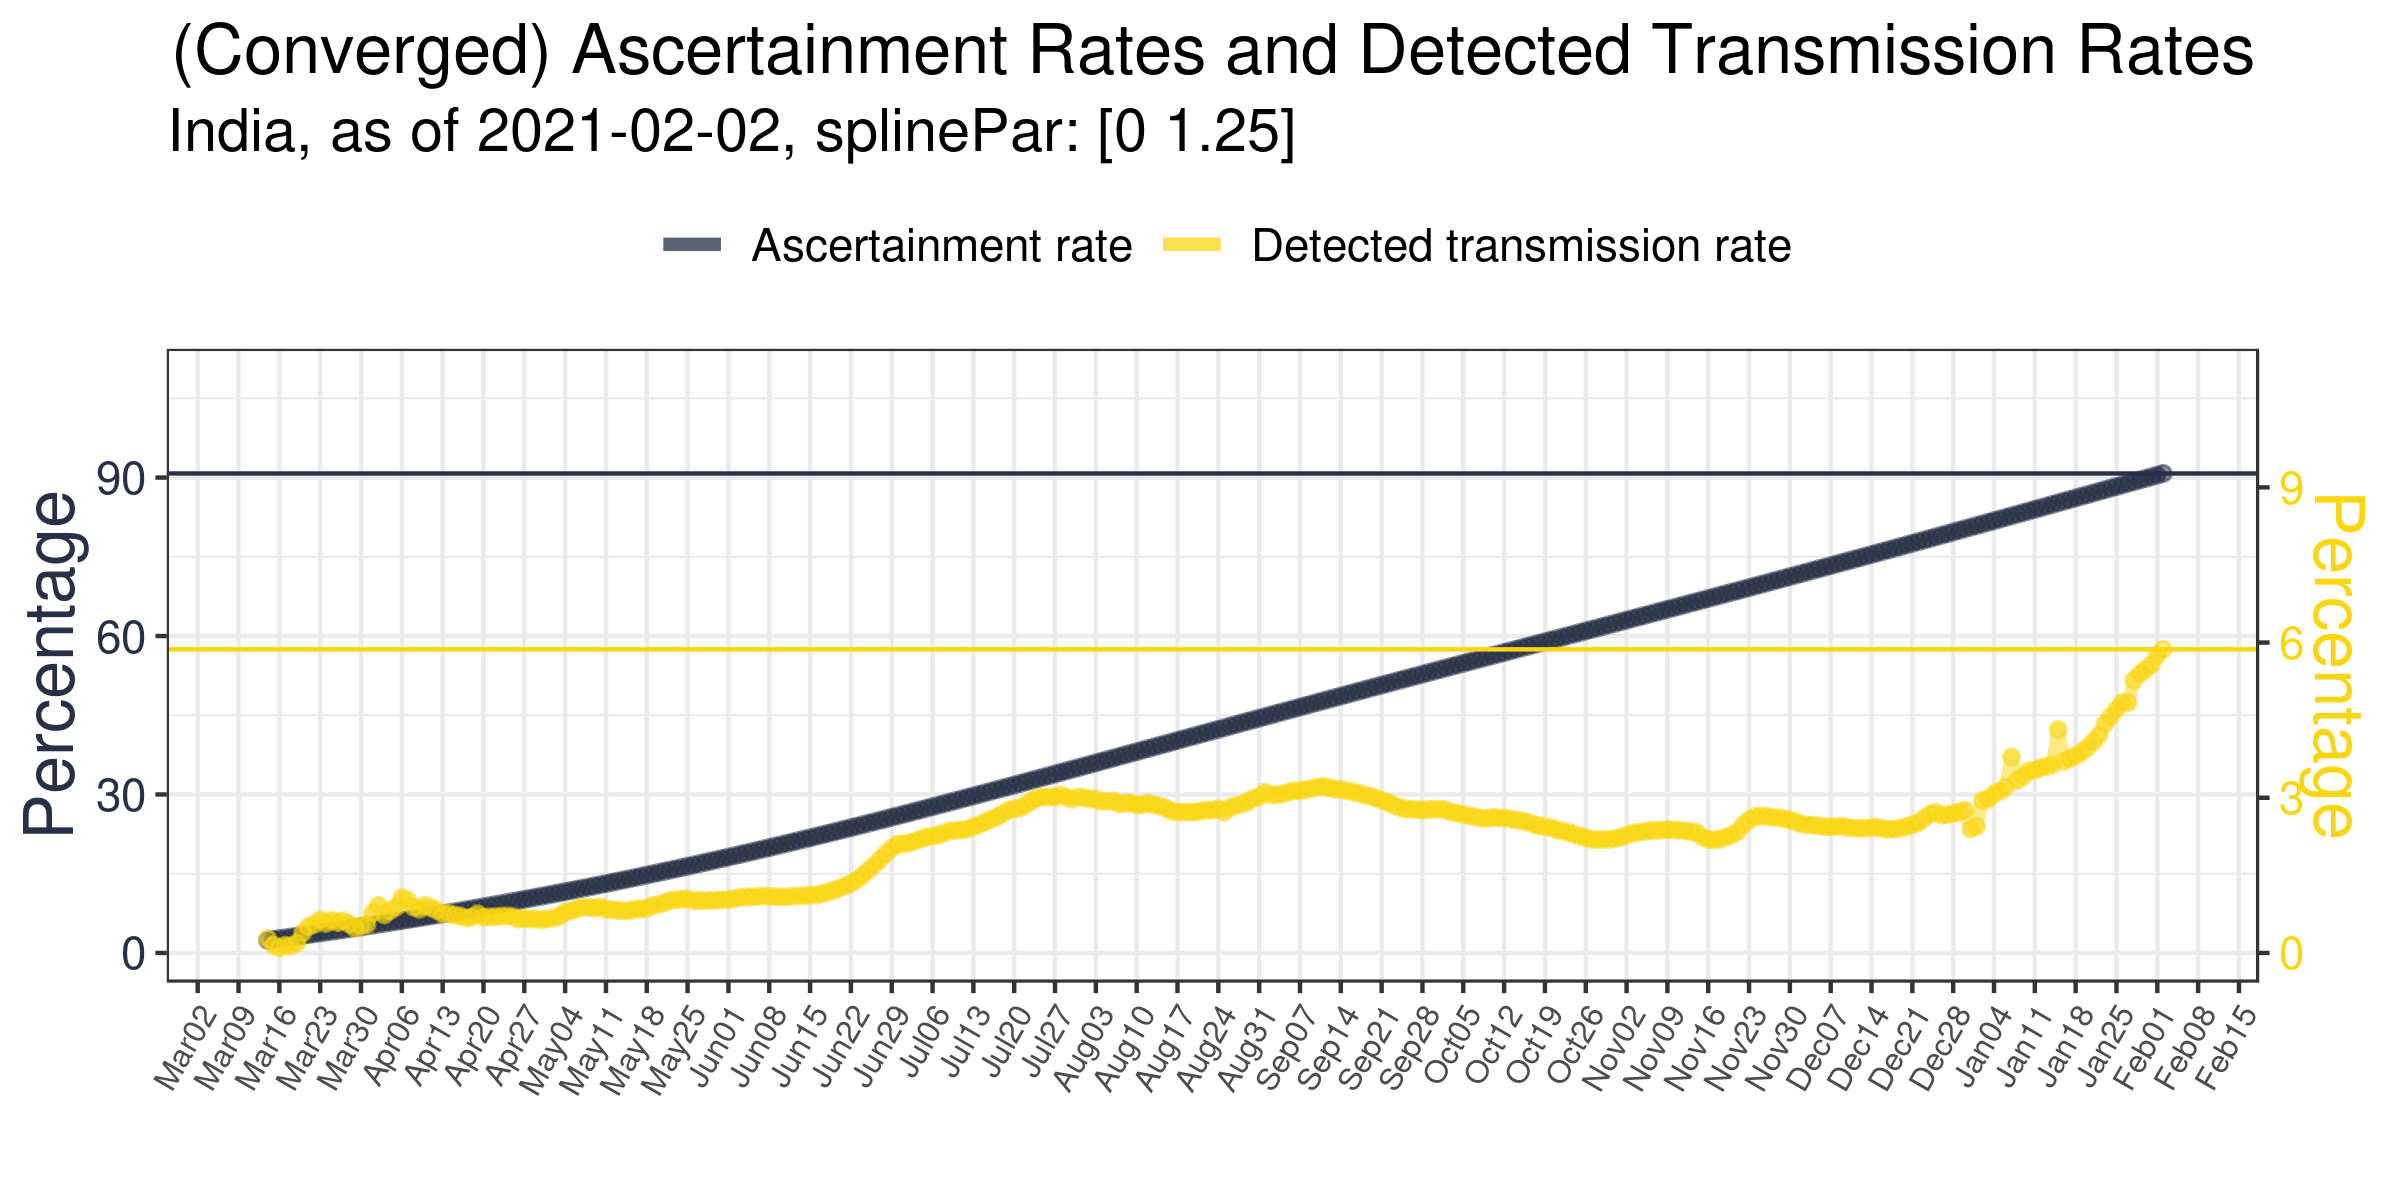 (Converged) Ascertainment Rates and Detected Transmission Rates
India, as of 2021-02-02, splinePar: [0 1.25]
Ascertainment rate
Detected transmission rate
Percentage
90
60
30
0
9
6
3
0
Percentage
Mar02
Mar09
Mar16
Mar23
Mar30
Apr06
Apr13
Apr20
Apr27
May04
May11
May18
May25
Jun01
Jun08
Jun15
Jun22
Jun29
Jul06
Jul13
Jul20
Jul27
Aug03
Aug10
Aug17
Aug24
Aug31
Sep07
Sep14
Sep21
Sep28
Oct05
Oct12
Oct19
Oct26
Nov02
Nov09
Nov16
Nov23
Nov30
Dec07
Dec14
Dec21
Dec28
Jan04
Jan11
Jan18
Jan25
Feb01
Feb08
Feb15